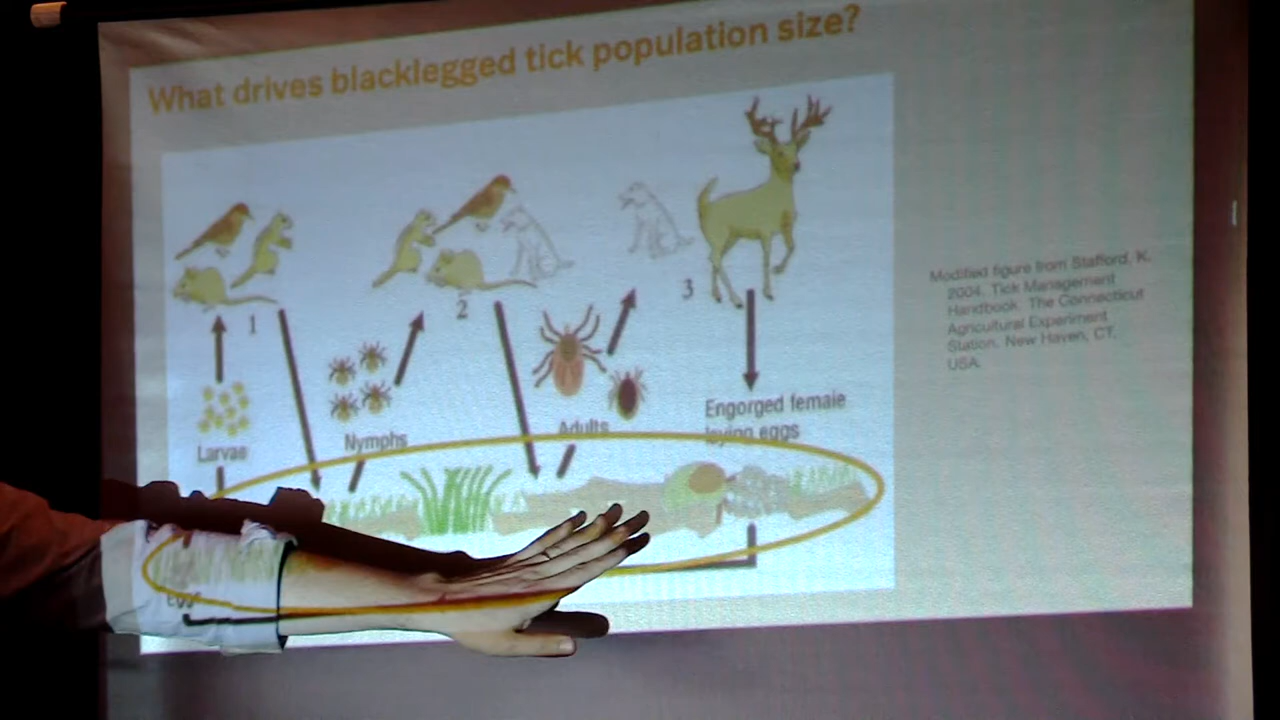 What drives blacklegged tick population size?
1
2
3
Larvae
Nymphs
Adults
Engorged female
laying eggs
Modified figure from Stafford, K.
2004. Tick Management
Handbook. The Connecticut
Agricultural Experiment
Station, New Haven, CT,
USA.